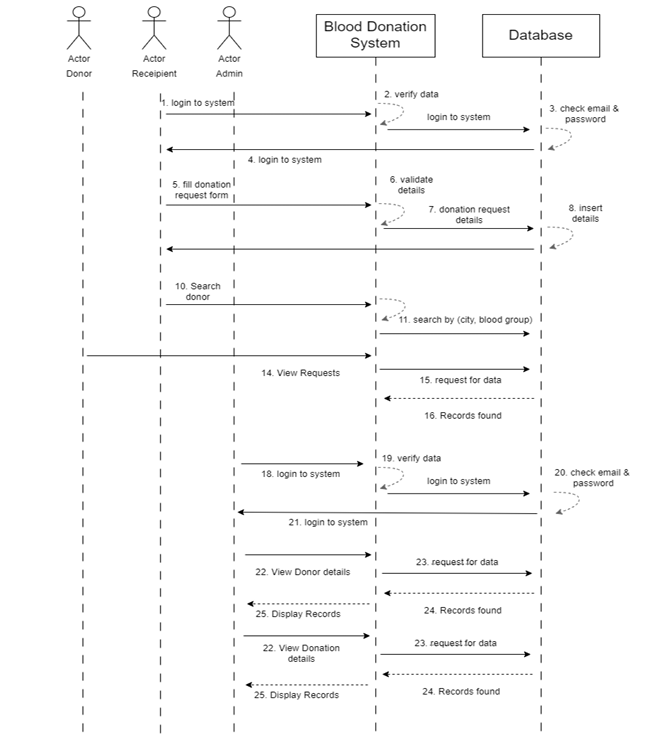 Blood Donation
System
Database
Actor
Donor
Actor
Receipient
Actor
Admin
1. login to system
2. verify data
login to system
3. check email &
password
4. login to system
5. fill donation
request form
6. validate
details
7. donation request
details
8. insert
details
10. Search
donor
11. search by (city, blood group)
14. View Requests
15. request for data
16. Records found
18. login to system
19. verify data
login to system
20. check email &
password
21. login to system
22. View Donor details
23. request for data
24. Records found
25. Display Records
22. View Donation
details
23. request for data
24. Records found
25. Display Records